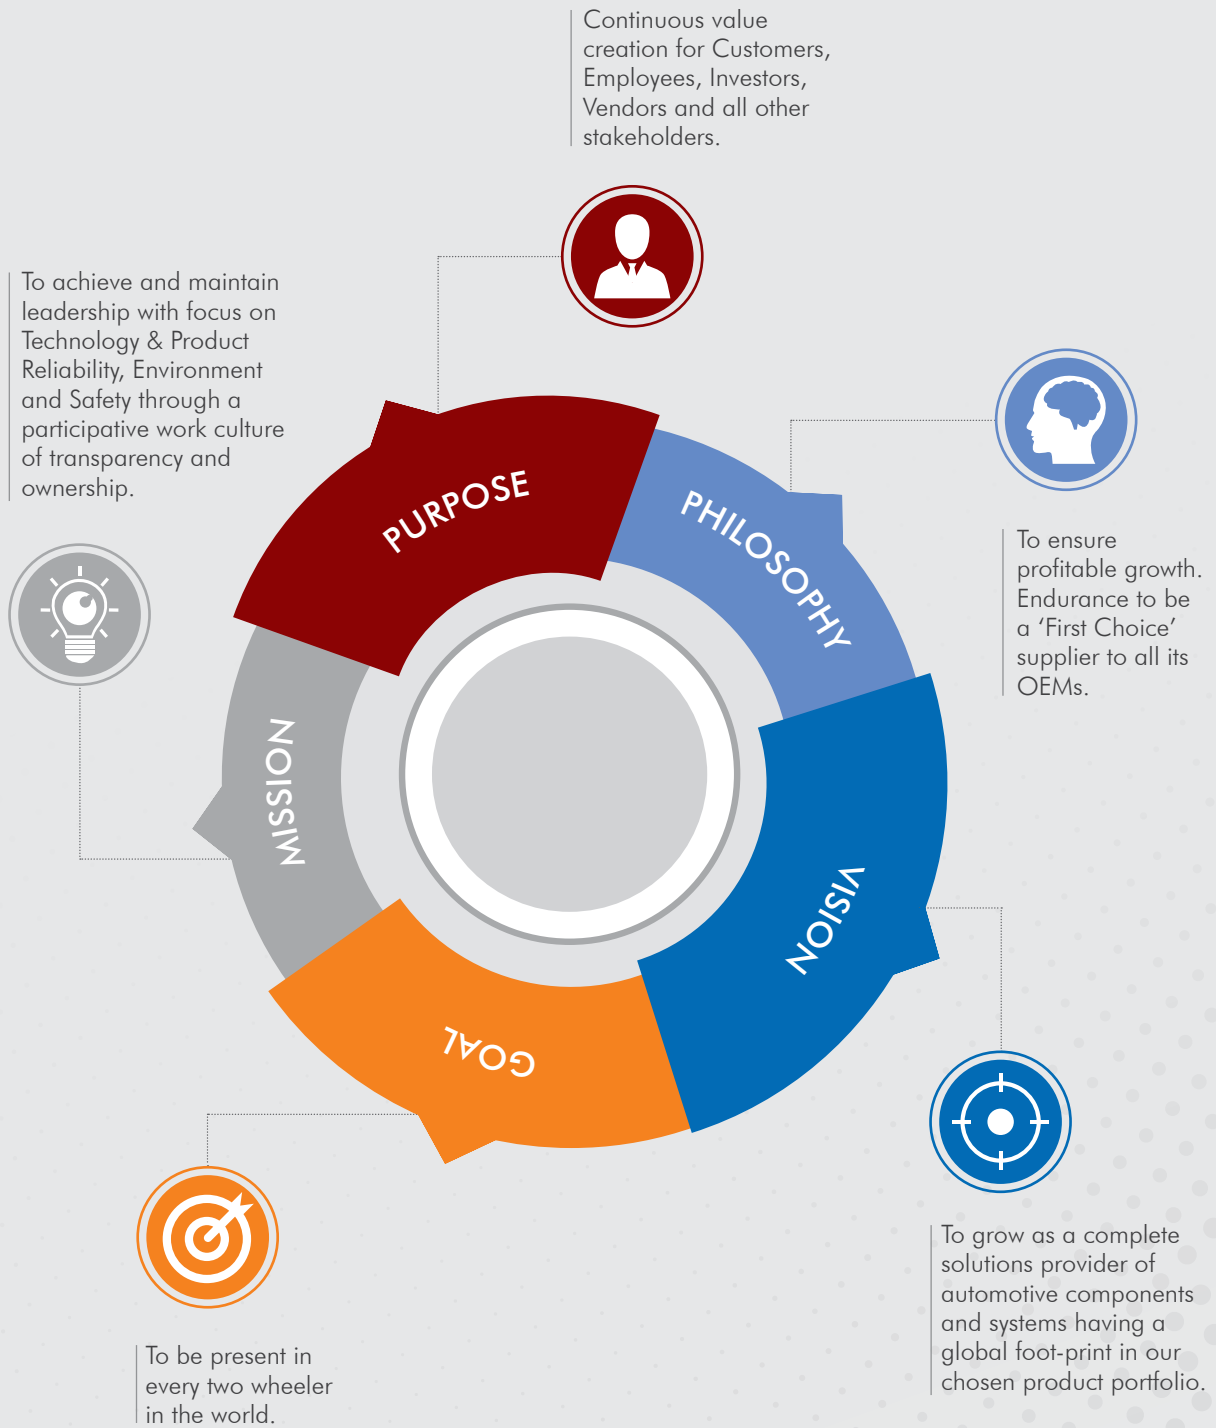 Continuous value
creation for Customers,
Employees, Investors,
Vendors and all other
stakeholders.
To achieve and maintain
leadership with focus on
Technology & Product
Reliability, Environment
and Safety through a
participative work culture
of transparency and
ownership.
PURPOSE
PHILOSOPHY
To ensure
profitable growth.
Endurance to be
a ‘First Choice’
supplier to all its
OEMs.
MISSION
VISION
GOAL
To grow as a complete
solutions provider of
automotive components
and systems having a
global foot-print in our
chosen product portfolio.
To be present in
every two wheeler
in the world.